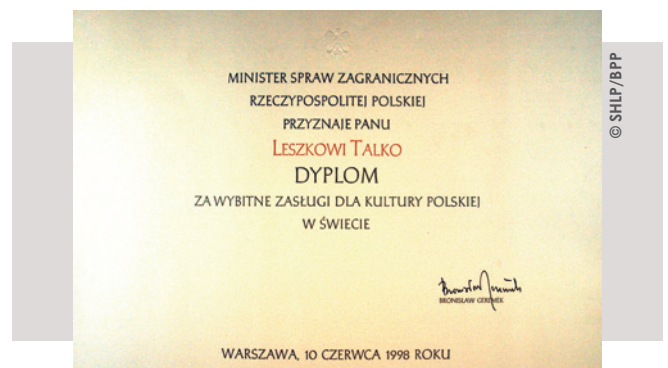 MINISTER SPRAW ZAGRANICZNYCH
RZECZYPOSPOLITEJ POLSKIEJ
PRZYZNAJE PANU
LESZKOWI TALKO
DYPLOM
ZA WYBITNE ZASŁUGI DLA KULTURY POLSKIEJ
W ŚWIECIE
BRONISŁAW GEREMEK
WARSZAWA, 10 CZERWCA 1998 ROKU
© SHLP/BPP